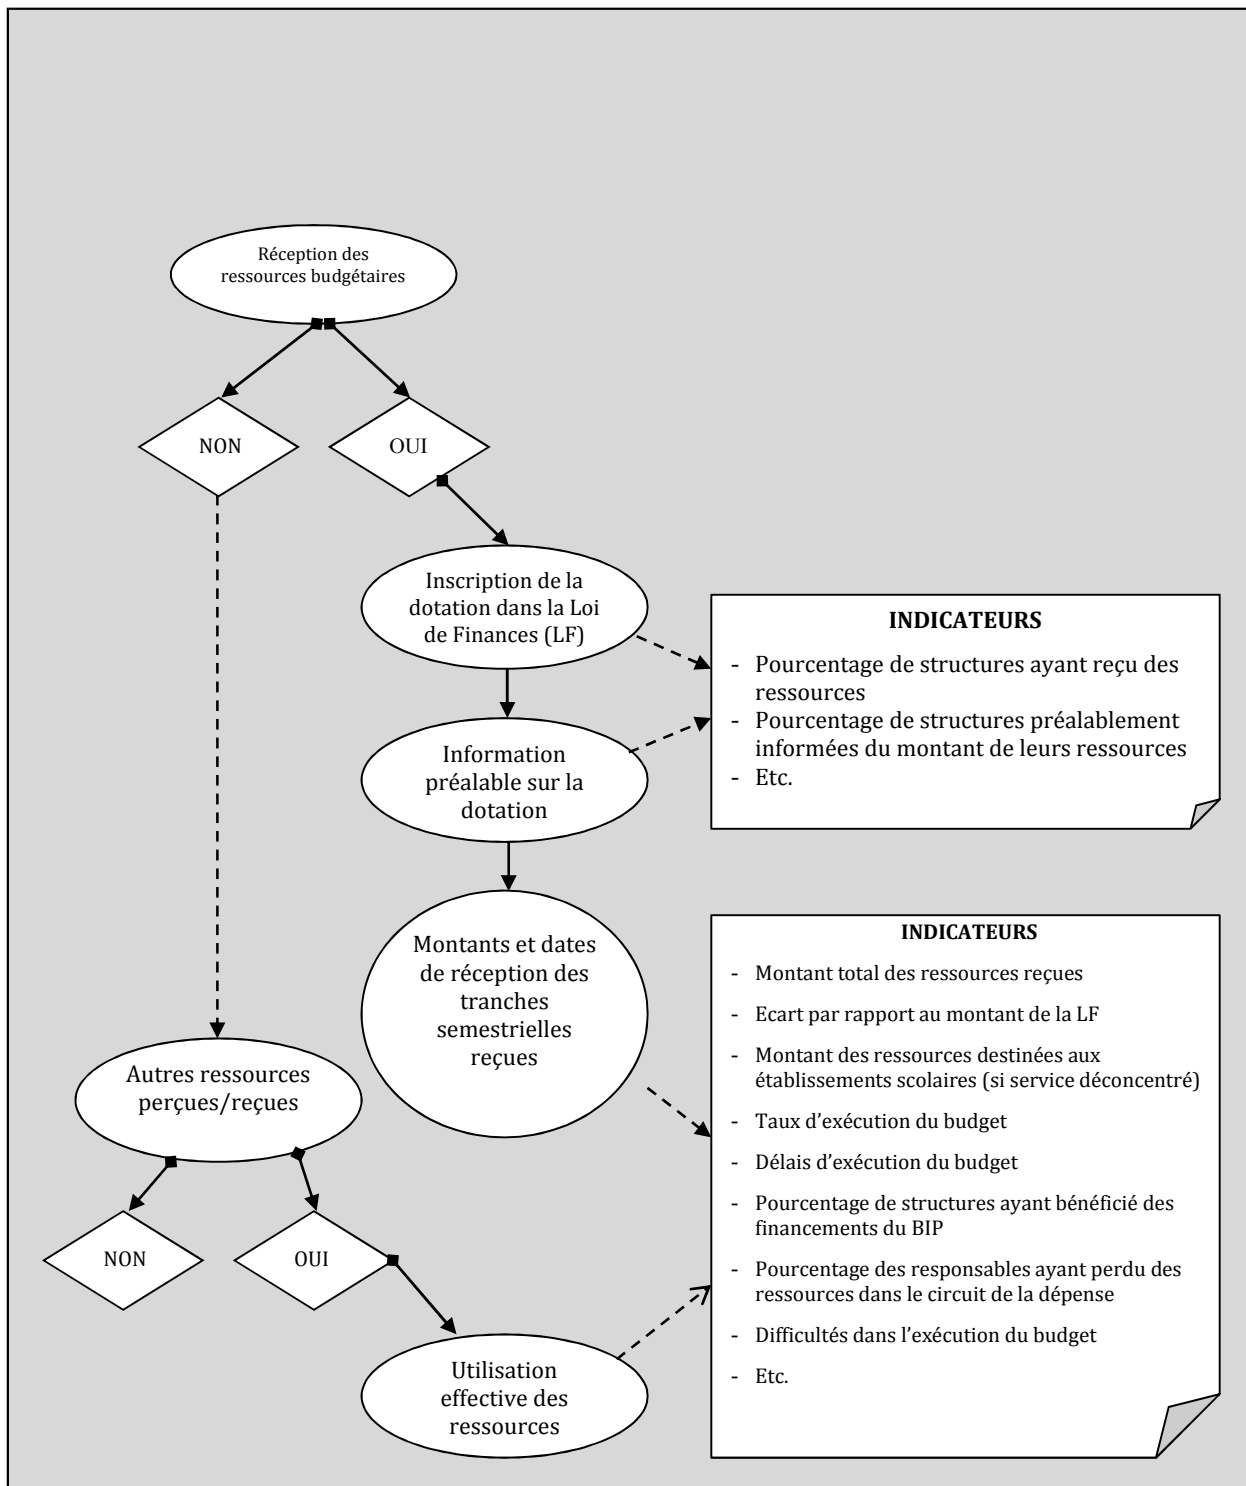 Réception des
ressources budgétaires
NON
OUI
Inscription de la
dotation dans la Loi
de Finances (LF)
INDICATEURS
- Pourcentage de structures ayant reçu des
ressources
- Pourcentage de structures préalablement
informées du montant de leurs ressources
- Etc.
Information
préalable sur la
dotation
Montants et dates
de réception des
tranches
semestrielles
reçues
INDICATEURS
- Montant total des ressources reçues
- Ecart par rapport au montant de la LF
- Montant des ressources destinées aux
établissements scolaires (si service déconcentré)
- Taux d’exécution du budget
- Délais d’exécution du budget
- Pourcentage de structures ayant bénéficié des
financements du BIP
- Pourcentage des responsables ayant perdu des
ressources dans le circuit de la dépense
- Difficultés dans l’exécution du budget
- Etc.
Autres ressources
perçues/reçues
NON
OUI
Utilisation
effective des
ressources